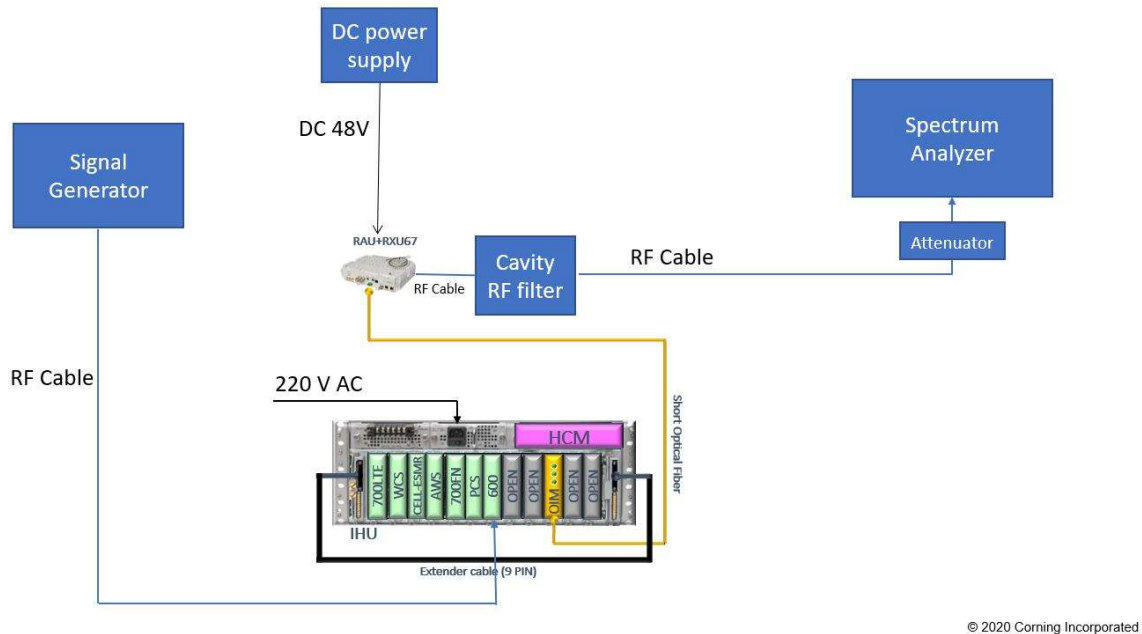 DC power
supply
DC 48V
Signal
Generator
Spectrum
Analyzer
Attenuator
RAU+RXU67
RF Cable
Cavity
RF filter
RF Cable
RF Cable
220 V AC
Short Optical Fiber
HCM
700LTE
WCS
CELL-ESMR
AWS
700FN
PCS
600
OPEN
OPEN
OIM
OPEN
OPEN
IHU
Extender cable (9 PIN)
© 2020 Corning Incorporated